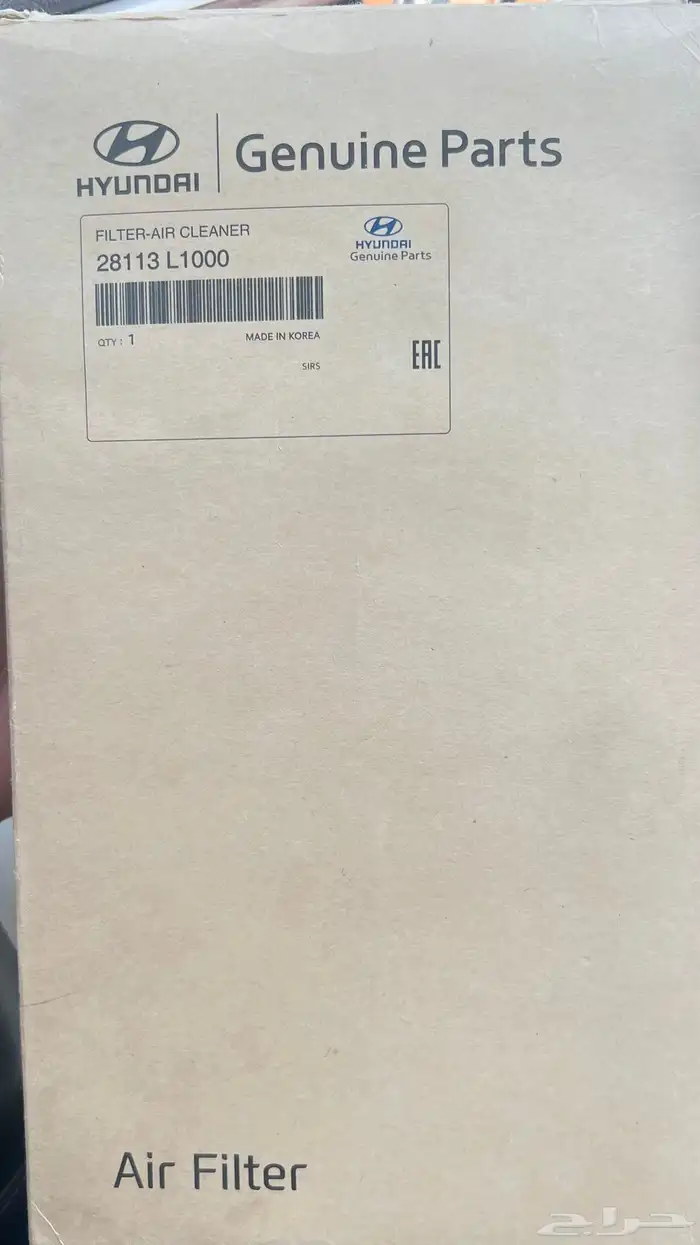 HYUNDAI
Genuine Parts
FILTER-AIR CLEANER
28113 L1000
HYUNDAI
Genuine Parts
QTY : 1
MADE IN KOREA
SIRS
EAC
Air Filter
حراج